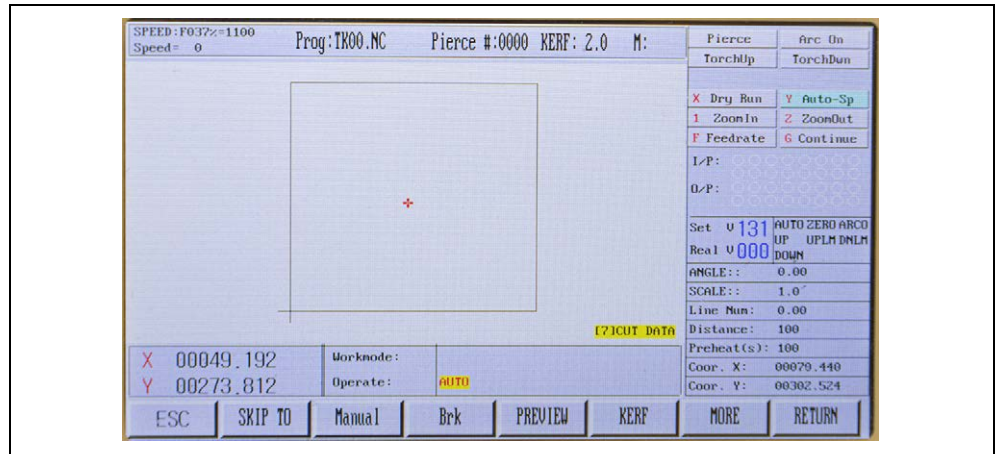 SPEED:F037%=1100
Speed= 0
Prog:TK00.NC Pierce #:0000 KERF: 2.0 M:
Pierce Arc On
TorchUp TorchDwn
X Dry Run Y Auto-Sp
1 ZoomIn 2 ZoomOut
F Feedrate 6 Continue
I/P:
O/P:
Set V 131 AUTO ZERO ARCO
UP UPLM DNLM
Real V 000 DOWN
ANGLE:: 0.00
SCALE:: 1.0´
Line Num: 0.00
Distance: 100
Preheat(s): 100
Coor. X: 00079.440
Coor. Y: 00302.524
[7]CUT DATA
X 00049.192
Y 00273.812
Workmode:
Operate: AUTO
ESC SKIP TO Manual Brk PREVIEW KERF MORE RETURN